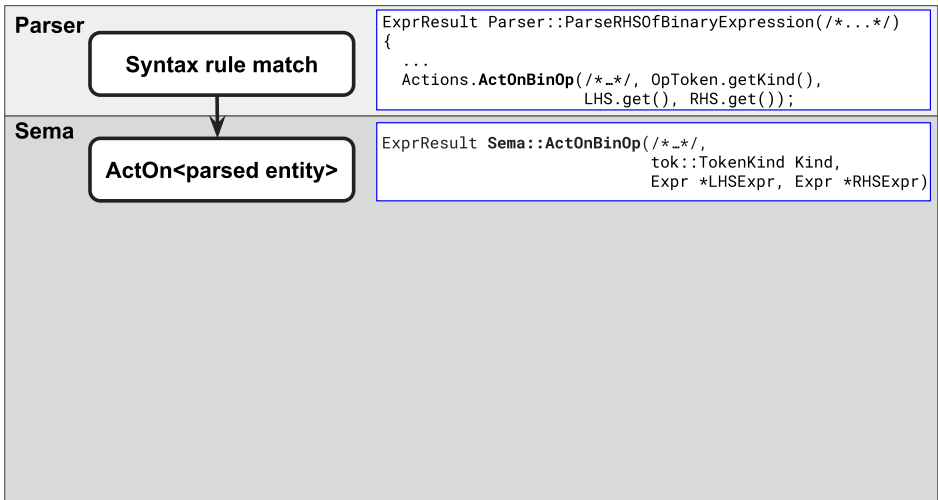 Parser
Syntax rule match
ExprResult Parser::ParseRHSOfBinaryExpression(/*...*/)
{
...
Actions.ActOnBinOp(/*…*/, OpToken.getKind(),
LHS.get(), RHS.get());
Sema
ActOn<parsed entity>
ExprResult Sema::ActOnBinOp(/*…*/,
tok::TokenKind Kind,
Expr *LHSExpr, Expr *RHSExpr)